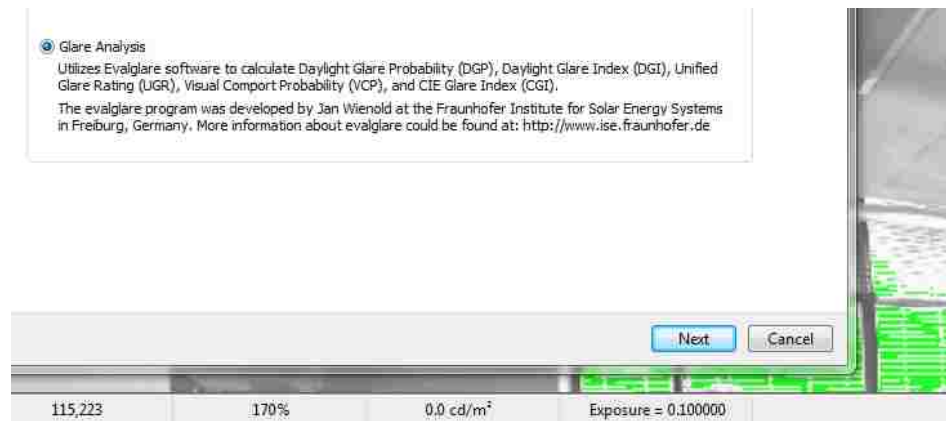 Glare Analysis
Utilizes Evalglare software to calculate Daylight Glare Probability (DGP), Daylight Glare Index (DGI), Unified
Glare Rating (UGR), Visual Comport Probability (VCP), and CIE Glare Index (CGI).
The evalglare program was developed by Jan Wienold at the Fraunhofer Institute for Solar Energy Systems
in Freiburg, Germany. More information about evalglare could be found at: http://www.ise.fraunhofer.de
Next Cancel
115,223 170% 0.0 cd/m² Exposure = 0.100000